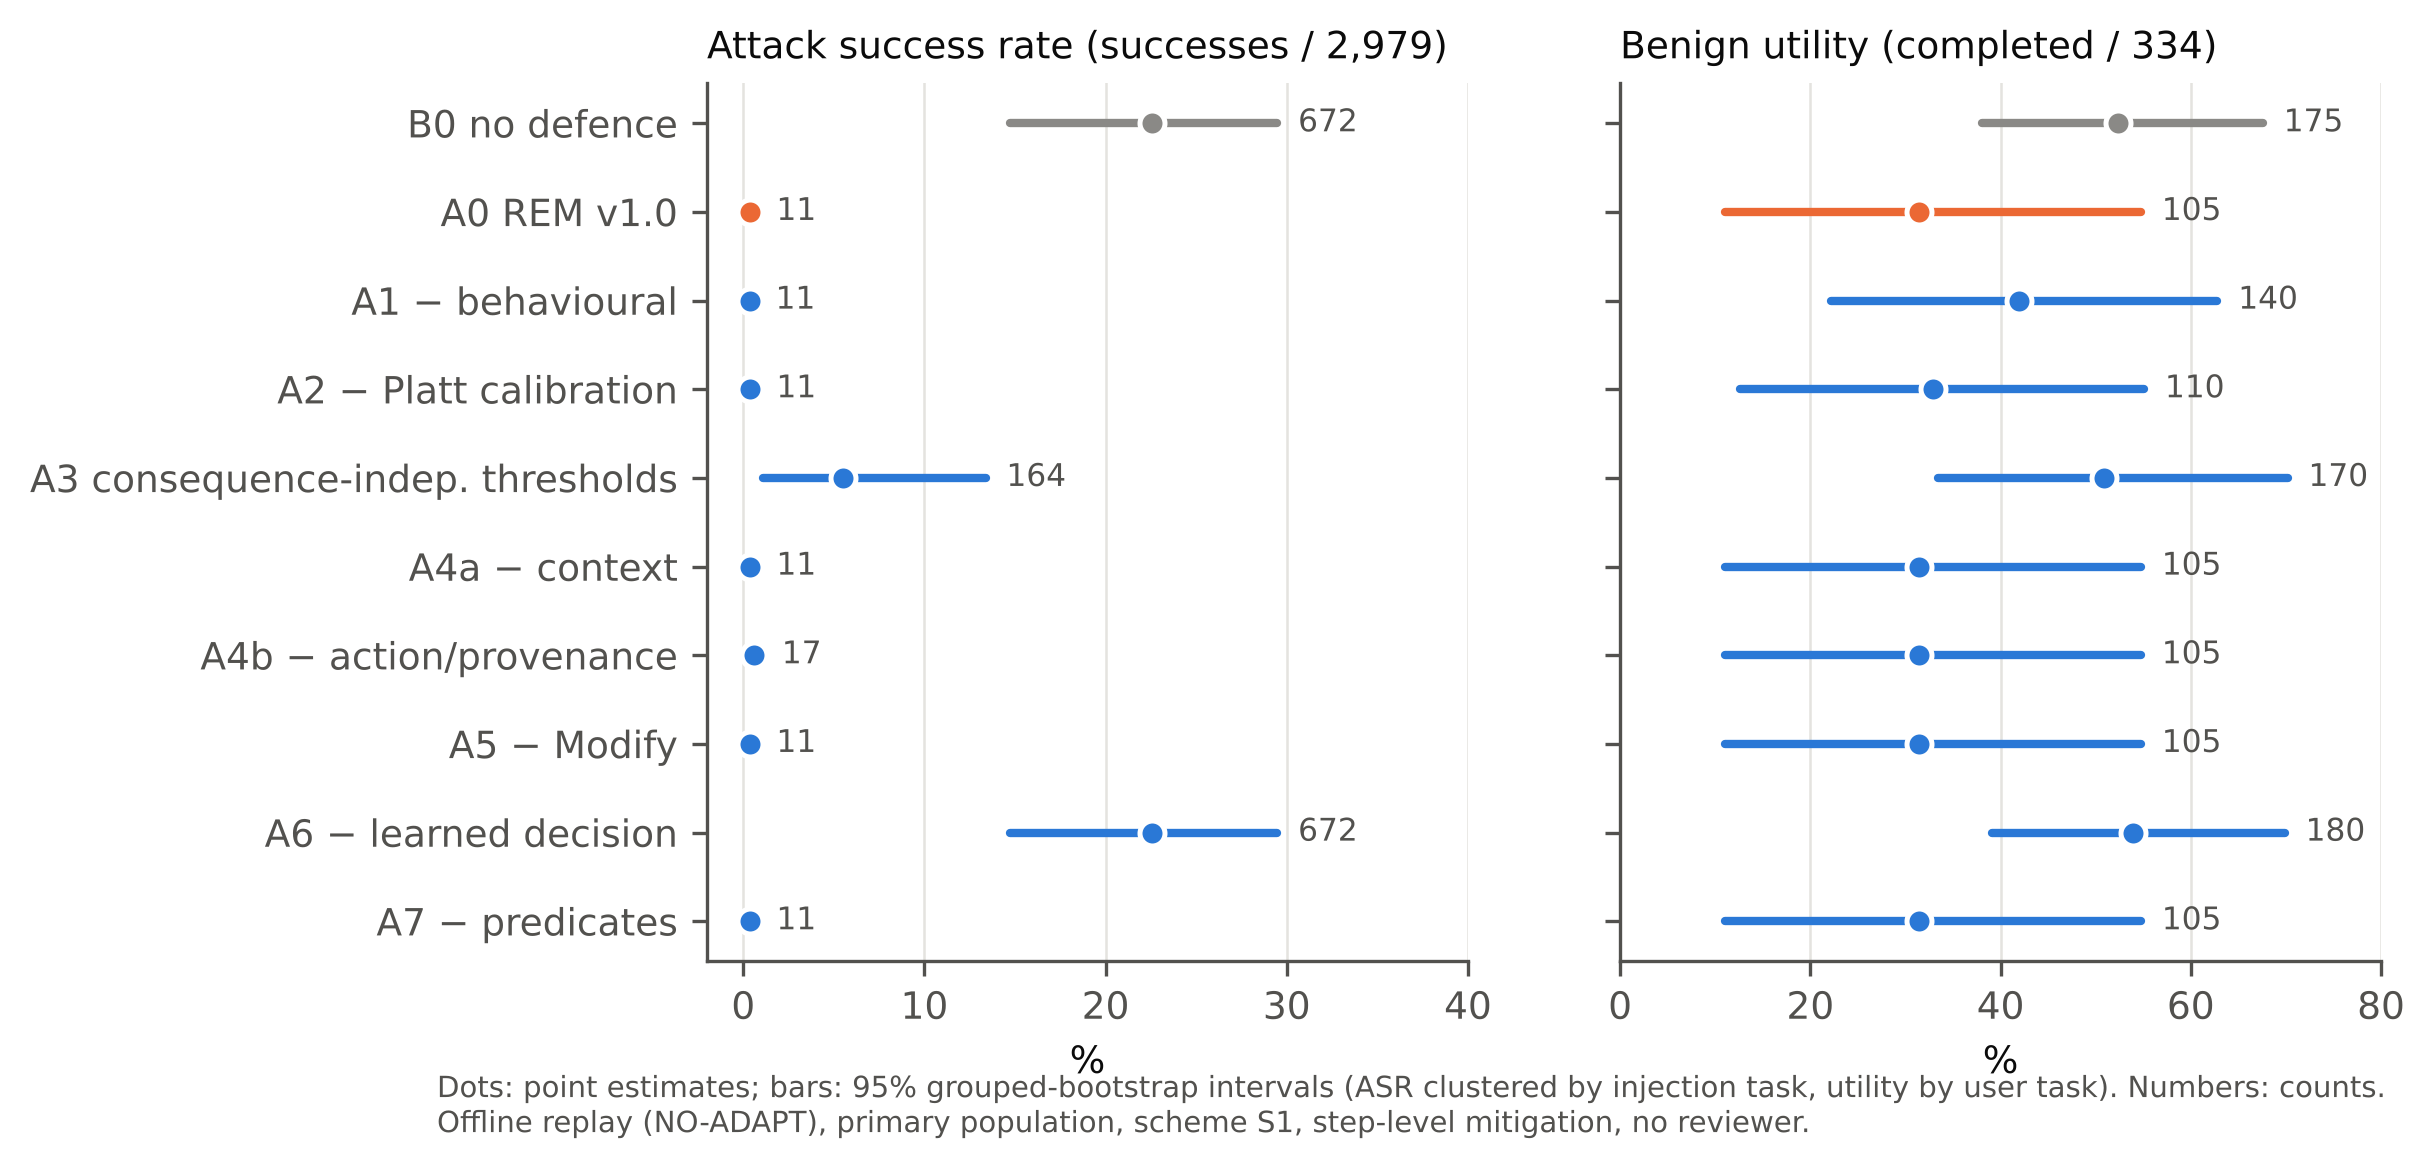 Attack success rate (successes / 2,979)
Benign utility (completed / 334)
B0 no defence
672
175
A0 REM v1.0
11
105
A1 − behavioural
11
140
A2 − Platt calibration
11
110
A3 consequence-indep. thresholds
164
170
A4a − context
11
105
A4b − action/provenance
17
105
A5 − Modify
11
105
A6 − learned decision
672
180
A7 − predicates
11
105
0 10 20 30 40
0 20 40 60 80
%
%
Dots: point estimates; bars: 95% grouped-bootstrap intervals (ASR clustered by injection task, utility by user task). Numbers: counts.
Offline replay (NO-ADAPT), primary population, scheme S1, step-level mitigation, no reviewer.